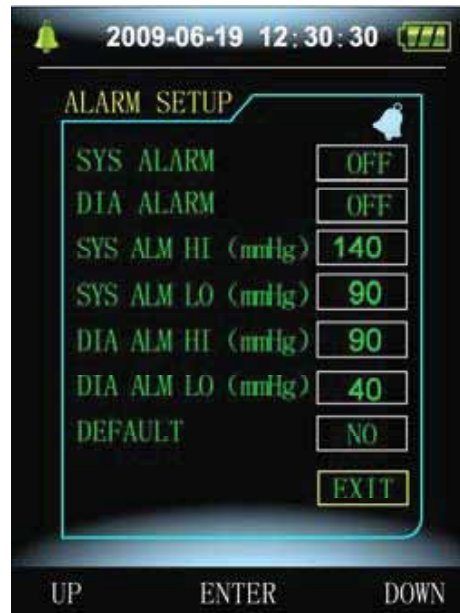 2009-06-19 12:30:30
ALARM SETUP
SYS ALARM OFF
DIA ALARM OFF
SYS ALM HI (mmHg) 140
SYS ALM LO (mmHg) 90
DIA ALM HI (mmHg) 90
DIA ALM LO (mmHg) 40
DEFAULT NO
EXIT
UP ENTER DOWN